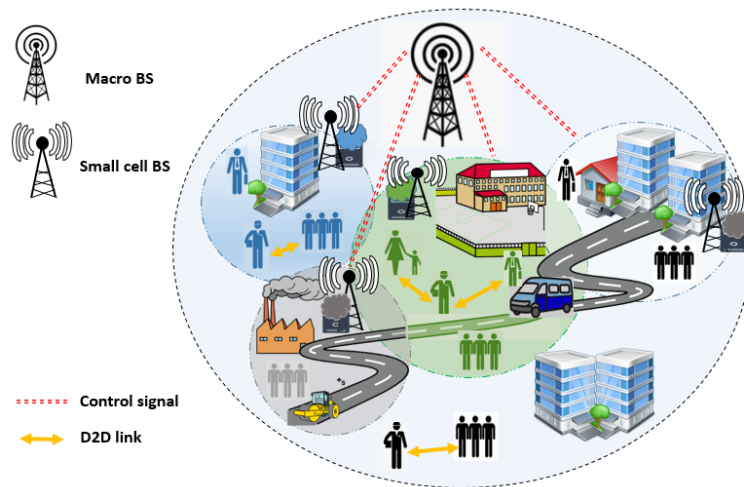 Macro BS
Small cell BS
+s
Control signal
D2D link